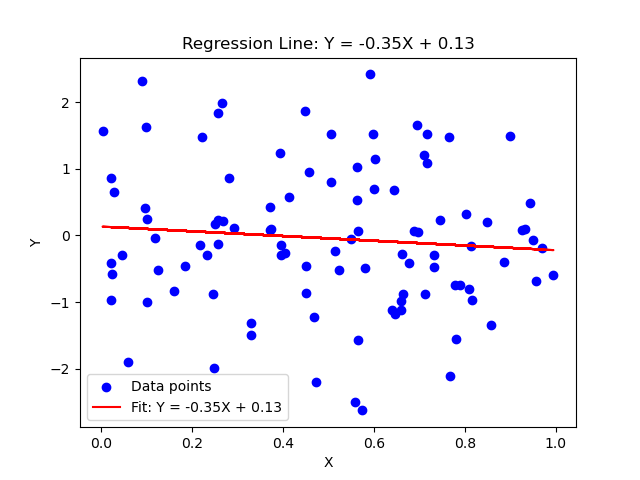 Regression Line: Y = -0.35X + 0.13
2
1
0
−1
−2
Y
Data points
Fit: Y = -0.35X + 0.13
0.0 0.2 0.4 0.6 0.8 1.0
X